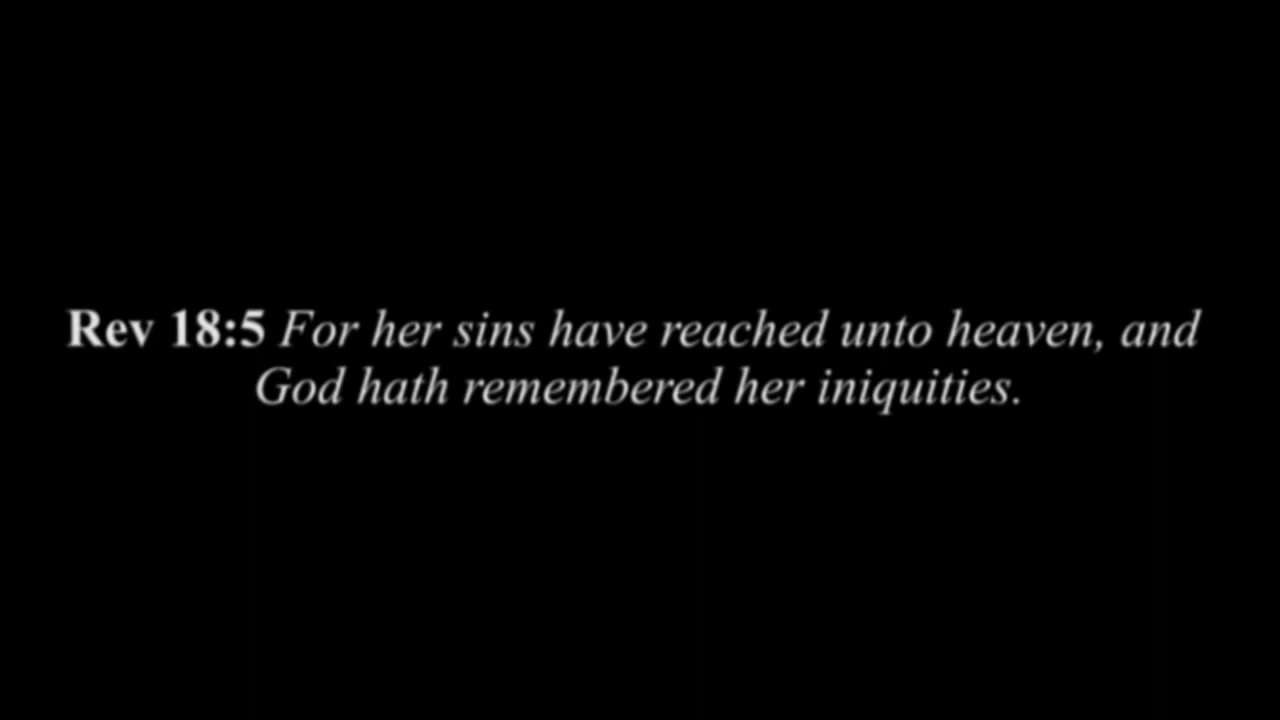 Rev 18:5 For her sins have reached unto heaven, and
God hath remembered her iniquities.